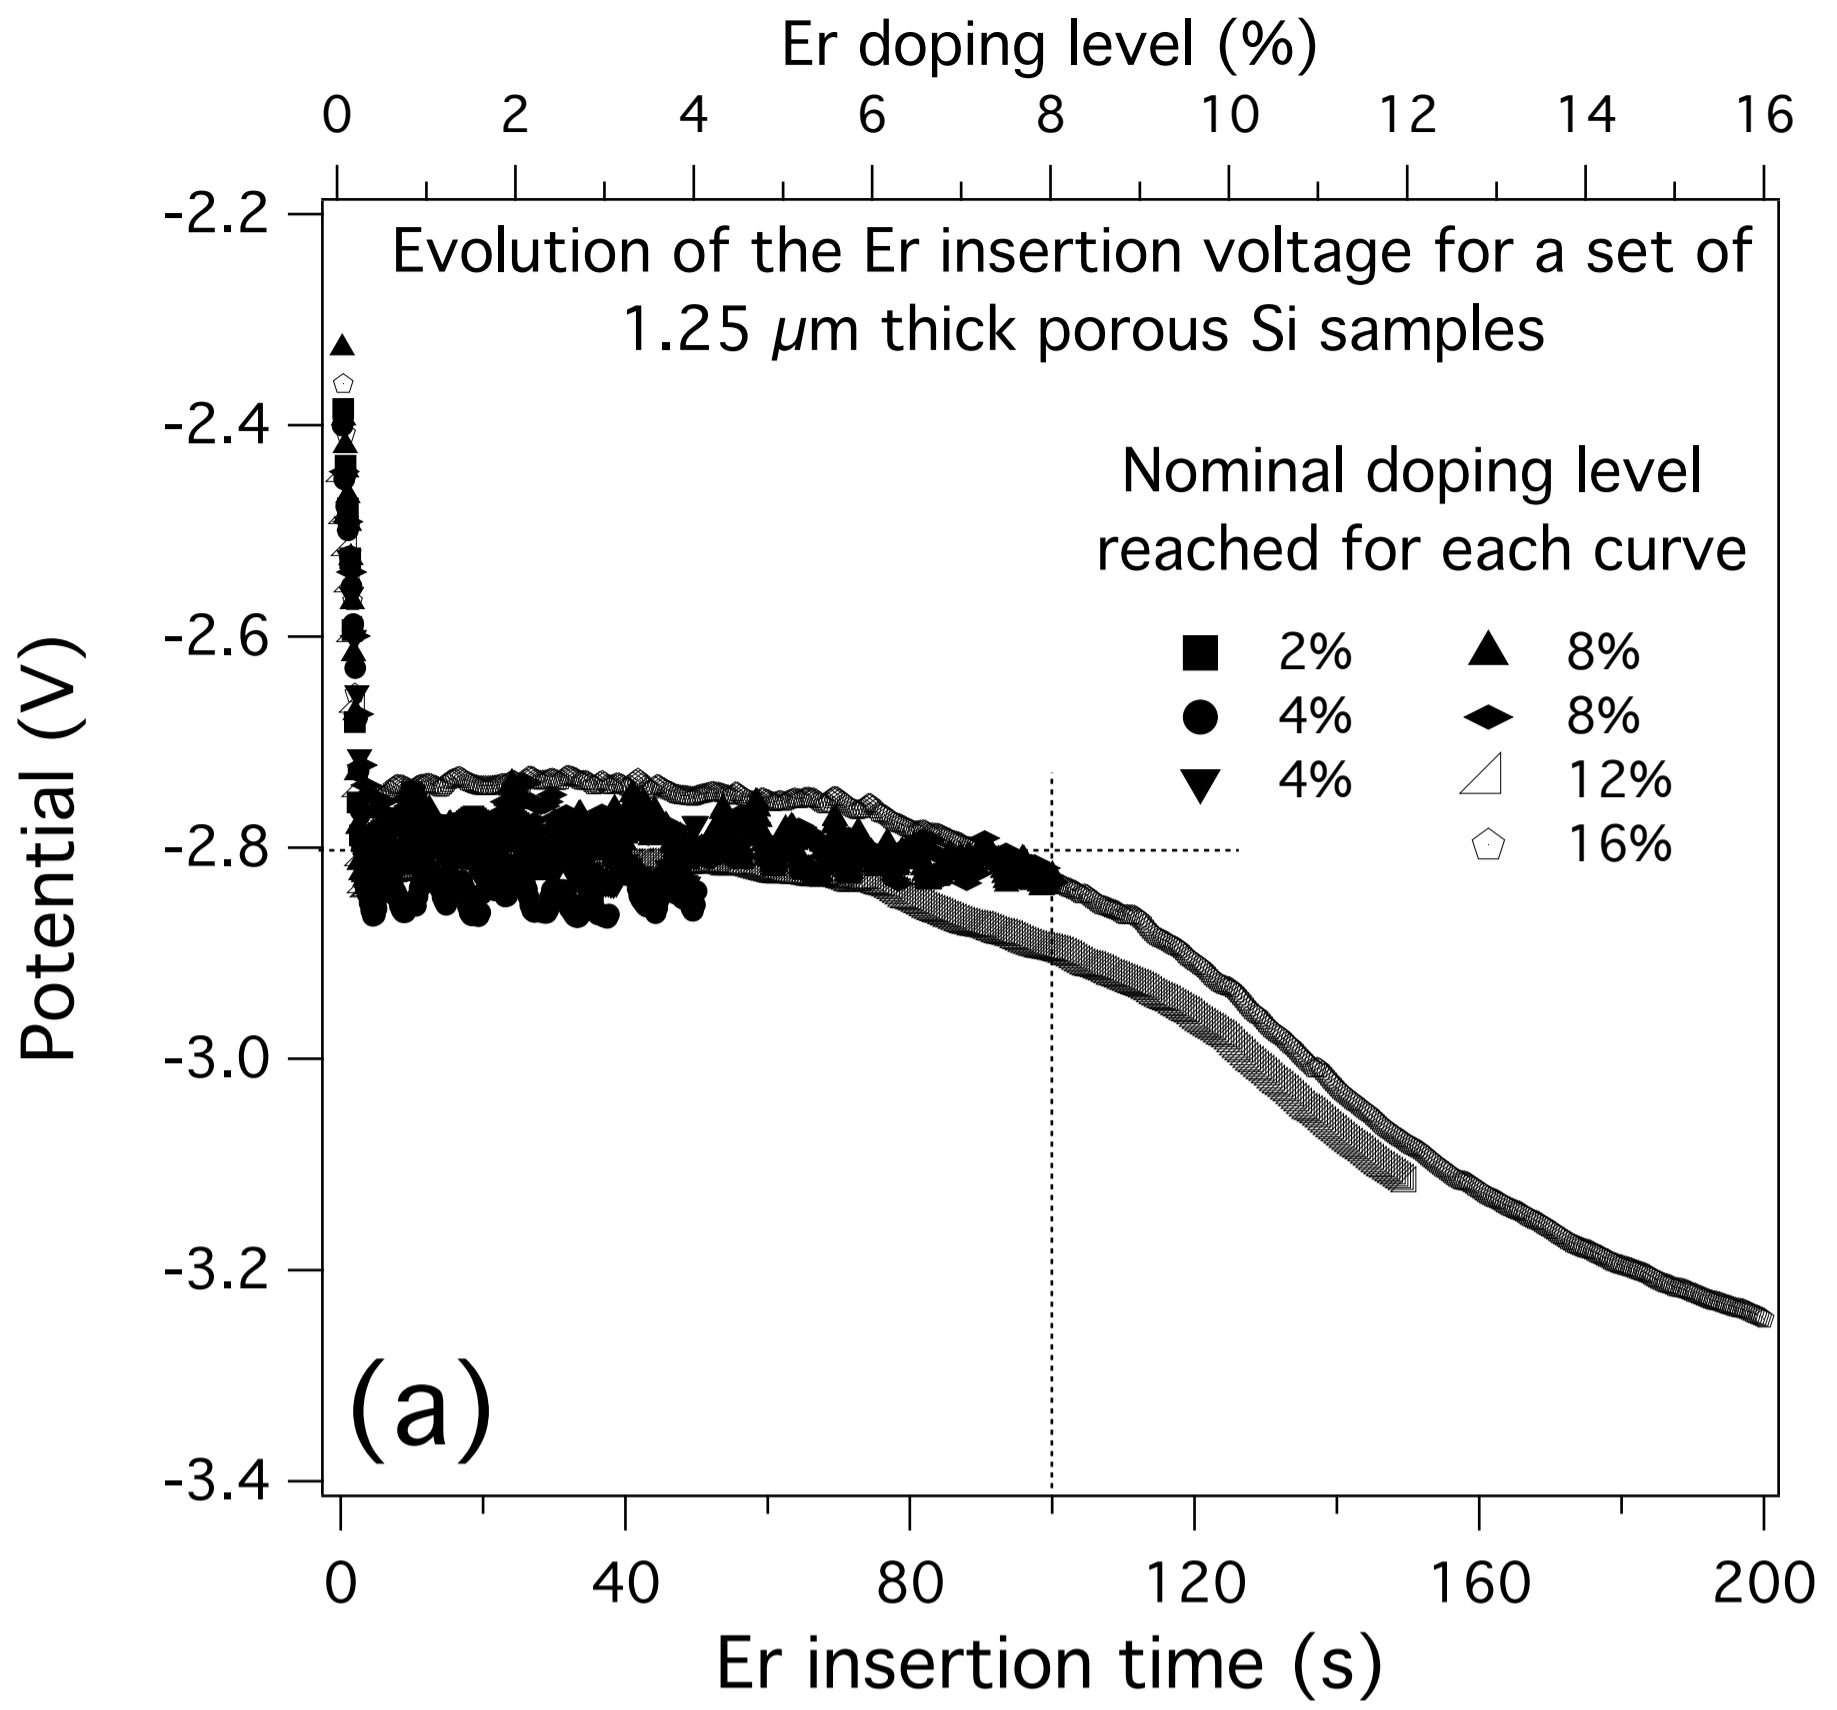 Er doping level (%)
0 2 4 6 8 10 12 14 16
Evolution of the Er insertion voltage for a set of
1.25 µm thick porous Si samples
Nominal doping level
reached for each curve
2% 8%
4% 8%
4% 12%
16%
Potential (V)
-2.2
-2.4
-2.6
-2.8
-3.0
-3.2
-3.4
(a)
0 40 80 120 160 200
Er insertion time (s)